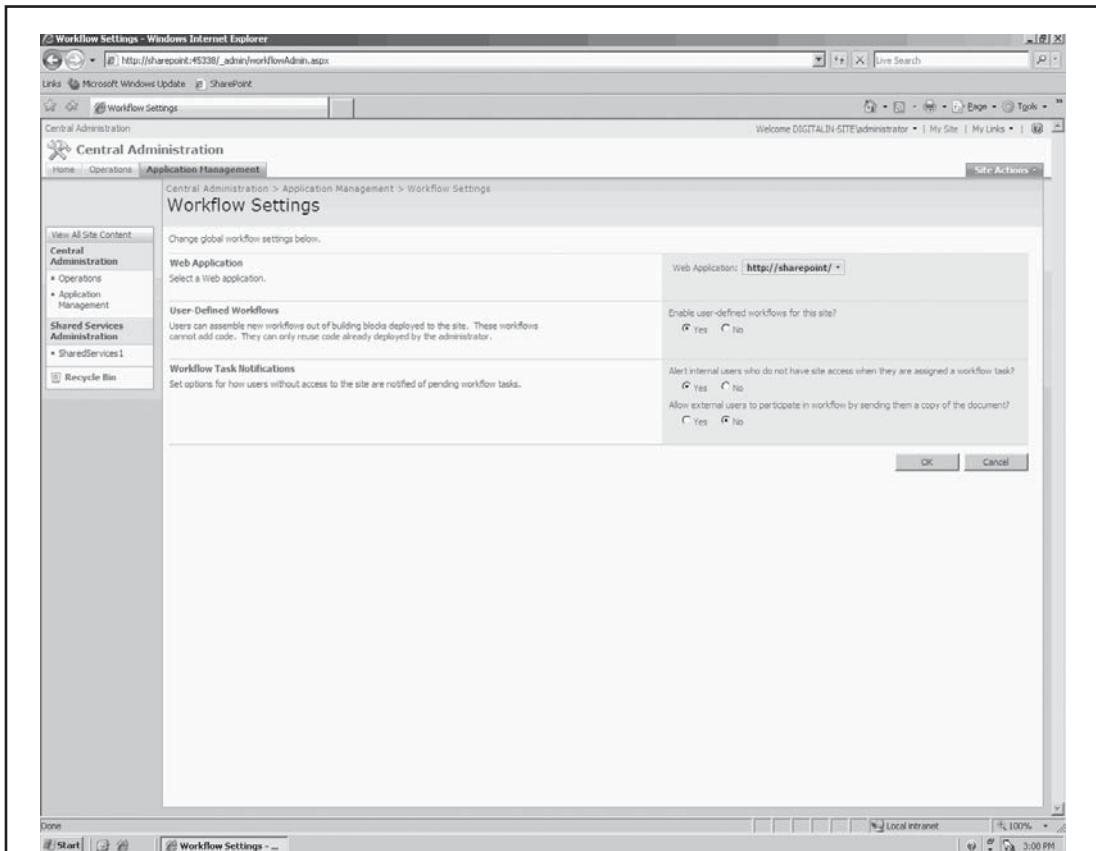 Workflow Settings - Windows Internet Explorer
http://sharepoint:45338/_admin/workflowAdmin.aspx
Live Search
Links Microsoft Windows Update SharePoint
Workflow Settings
Page Tools
Central Administration
Welcome DIGITALIN-SITE\administrator | My Site | My Links |
Central Administration
Home Operations Application Management
Site Actions
Central Administration > Application Management > Workflow Settings
Workflow Settings
View All Site Content
Central Administration
Operations
Application Management
Shared Services Administration
SharedServices1
Recycle Bin
Change global workflow settings below.
Web Application
Select a Web application.
Web Application: http://sharepoint/
User-Defined Workflows
Users can assemble new workflows out of building blocks deployed to the site. These workflows
cannot add code. They can only reuse code already deployed by the administrator.
Enable user-defined workflows for this site?
Yes No
Workflow Task Notifications
Set options for how users without access to the site are notified of pending workflow tasks.
Alert internal users who do not have site access when they are assigned a workflow task?
Yes No
Allow external users to participate in workflow by sending them a copy of the document?
Yes No
OK Cancel
Done
Local intranet
100%
Start
Workflow Settings - ...
3:00 PM